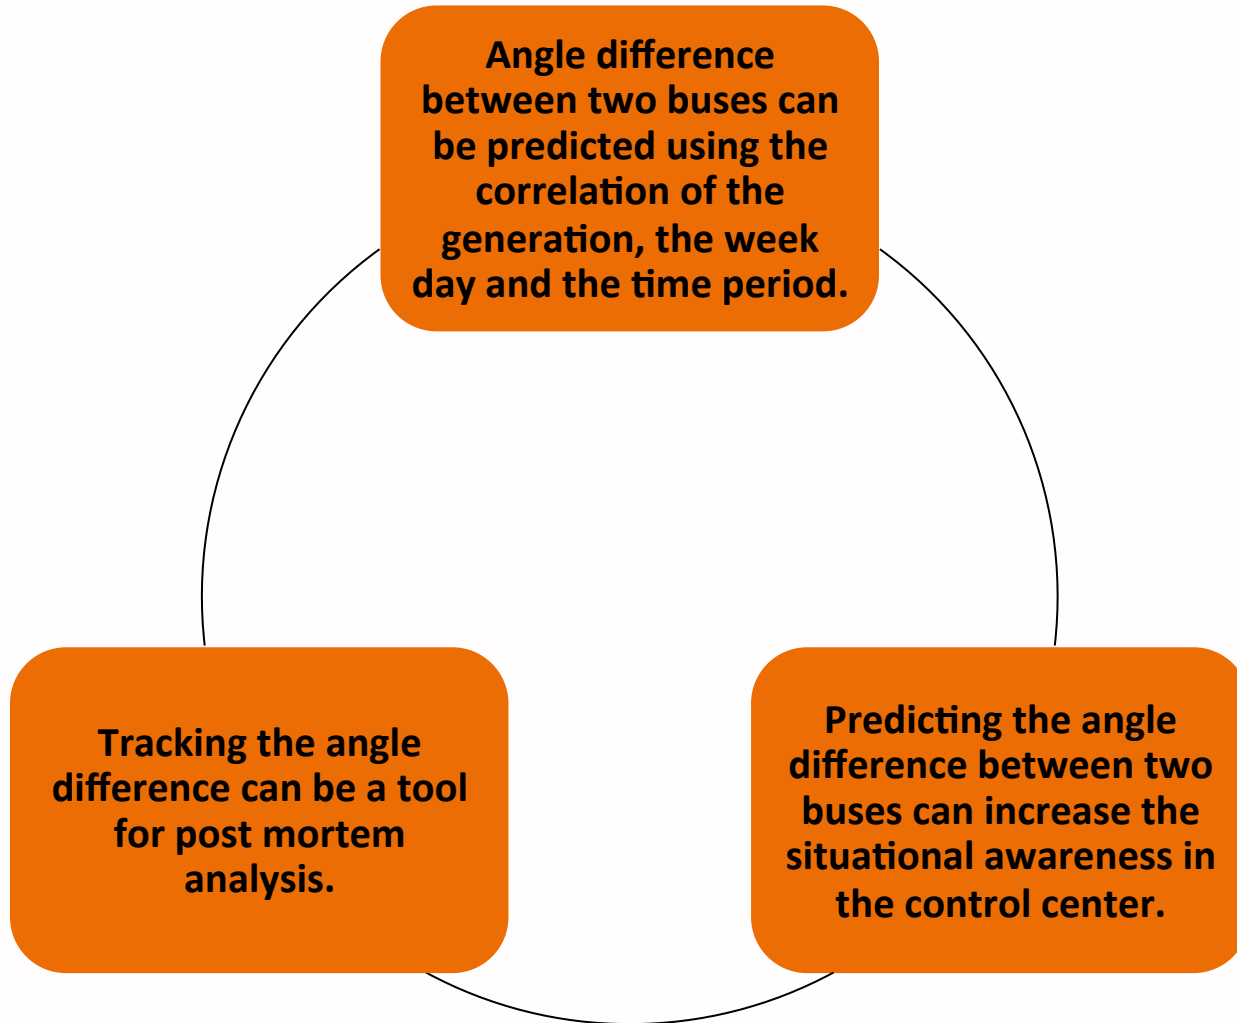 Angle difference
between two buses can
be predicted using the
correlation of the
generation, the week
day and the time period.
Tracking the angle
difference can be a tool
for post mortem
analysis.
Predicting the angle
difference between two
buses can increase the
situational awareness in
the control center.